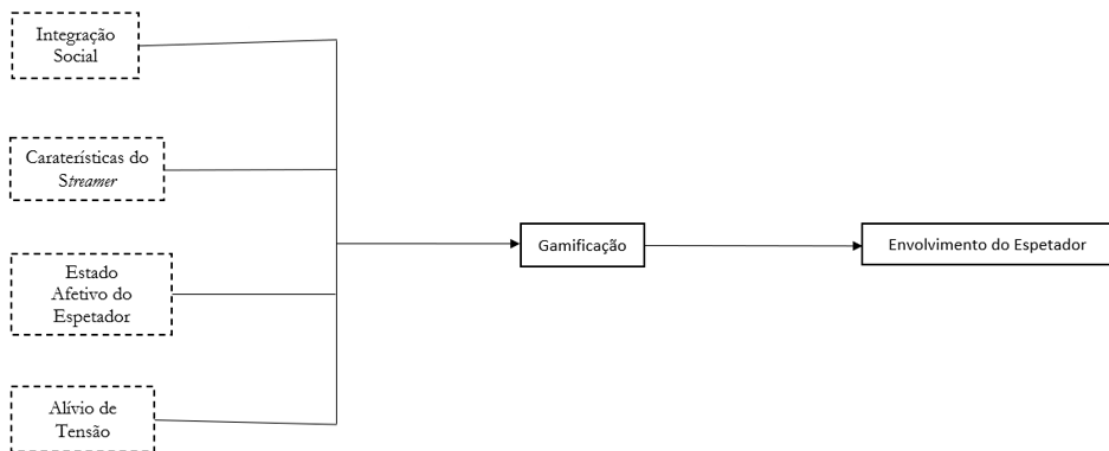 Integração
Social
Caraterísticas do
Streamer
Estado
Afetivo do
Espetador
Alívio de
Tensão
Gamificação
Envolvimento do Espetador